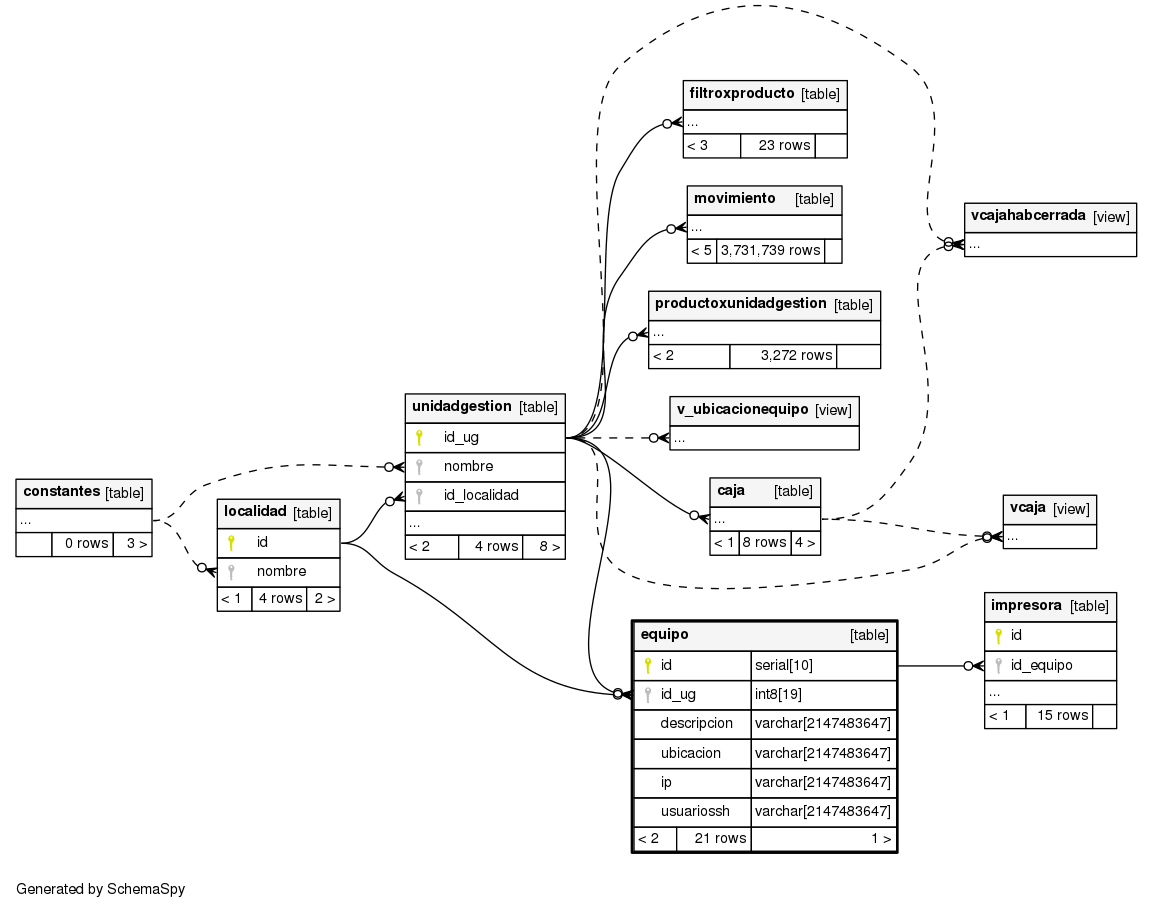 filtroxproducto [table]
...
< 3 23 rows
movimiento [table]
...
< 5 3,731,739 rows
vcajahabcerrada [view]
...
productoxunidadgestion [table]
...
< 2 3,272 rows
unidadgestion [table]
id_ug
nombre
id_localidad
...
< 2 4 rows 8 >
v_ubicacionequipo [view]
...
constantes [table]
...
0 rows 3 >
localidad [table]
id
nombre
< 1 4 rows 2 >
caja [table]
...
< 1 8 rows 4 >
vcaja [view]
...
equipo [table]
id serial[10]
id_ug int8[19]
descripcion varchar[2147483647]
ubicacion varchar[2147483647]
ip varchar[2147483647]
usuariossh varchar[2147483647]
< 2 21 rows 1 >
impresora [table]
id
id_equipo
...
< 1 15 rows
Generated by SchemaSpy